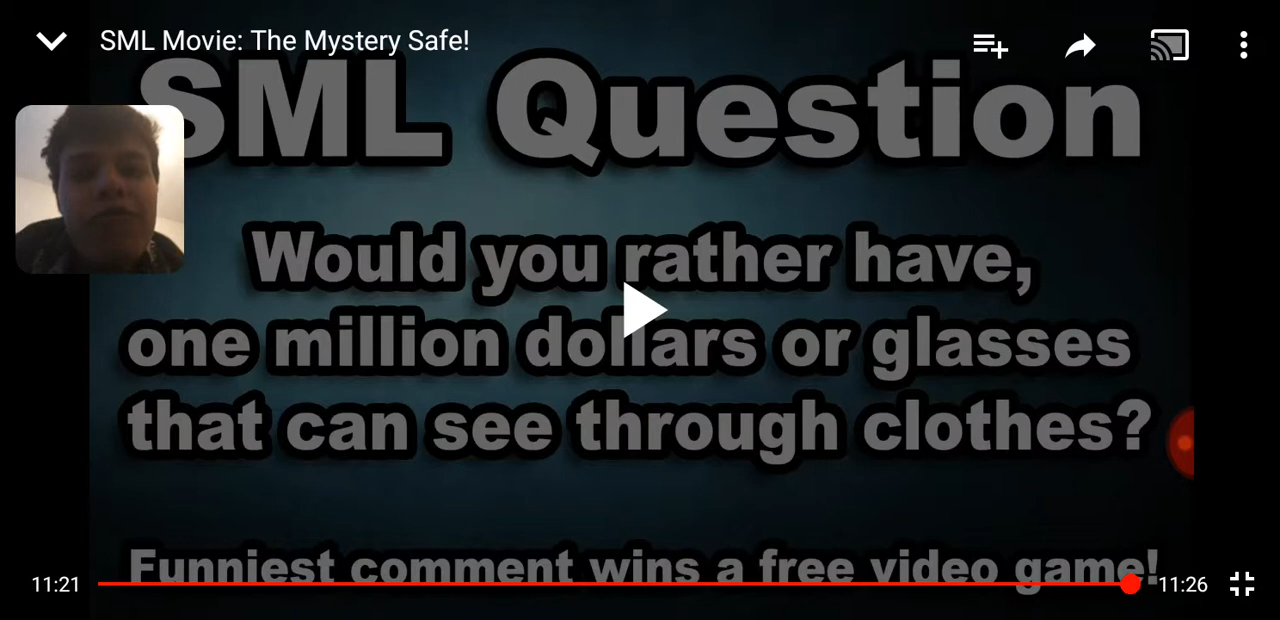 SML Movie: The Mystery Safe!
SML Question
Would you rather have,
one million dollars or glasses
that can see through clothes?
Funniest comment wins a free video game!
11:21
11:26